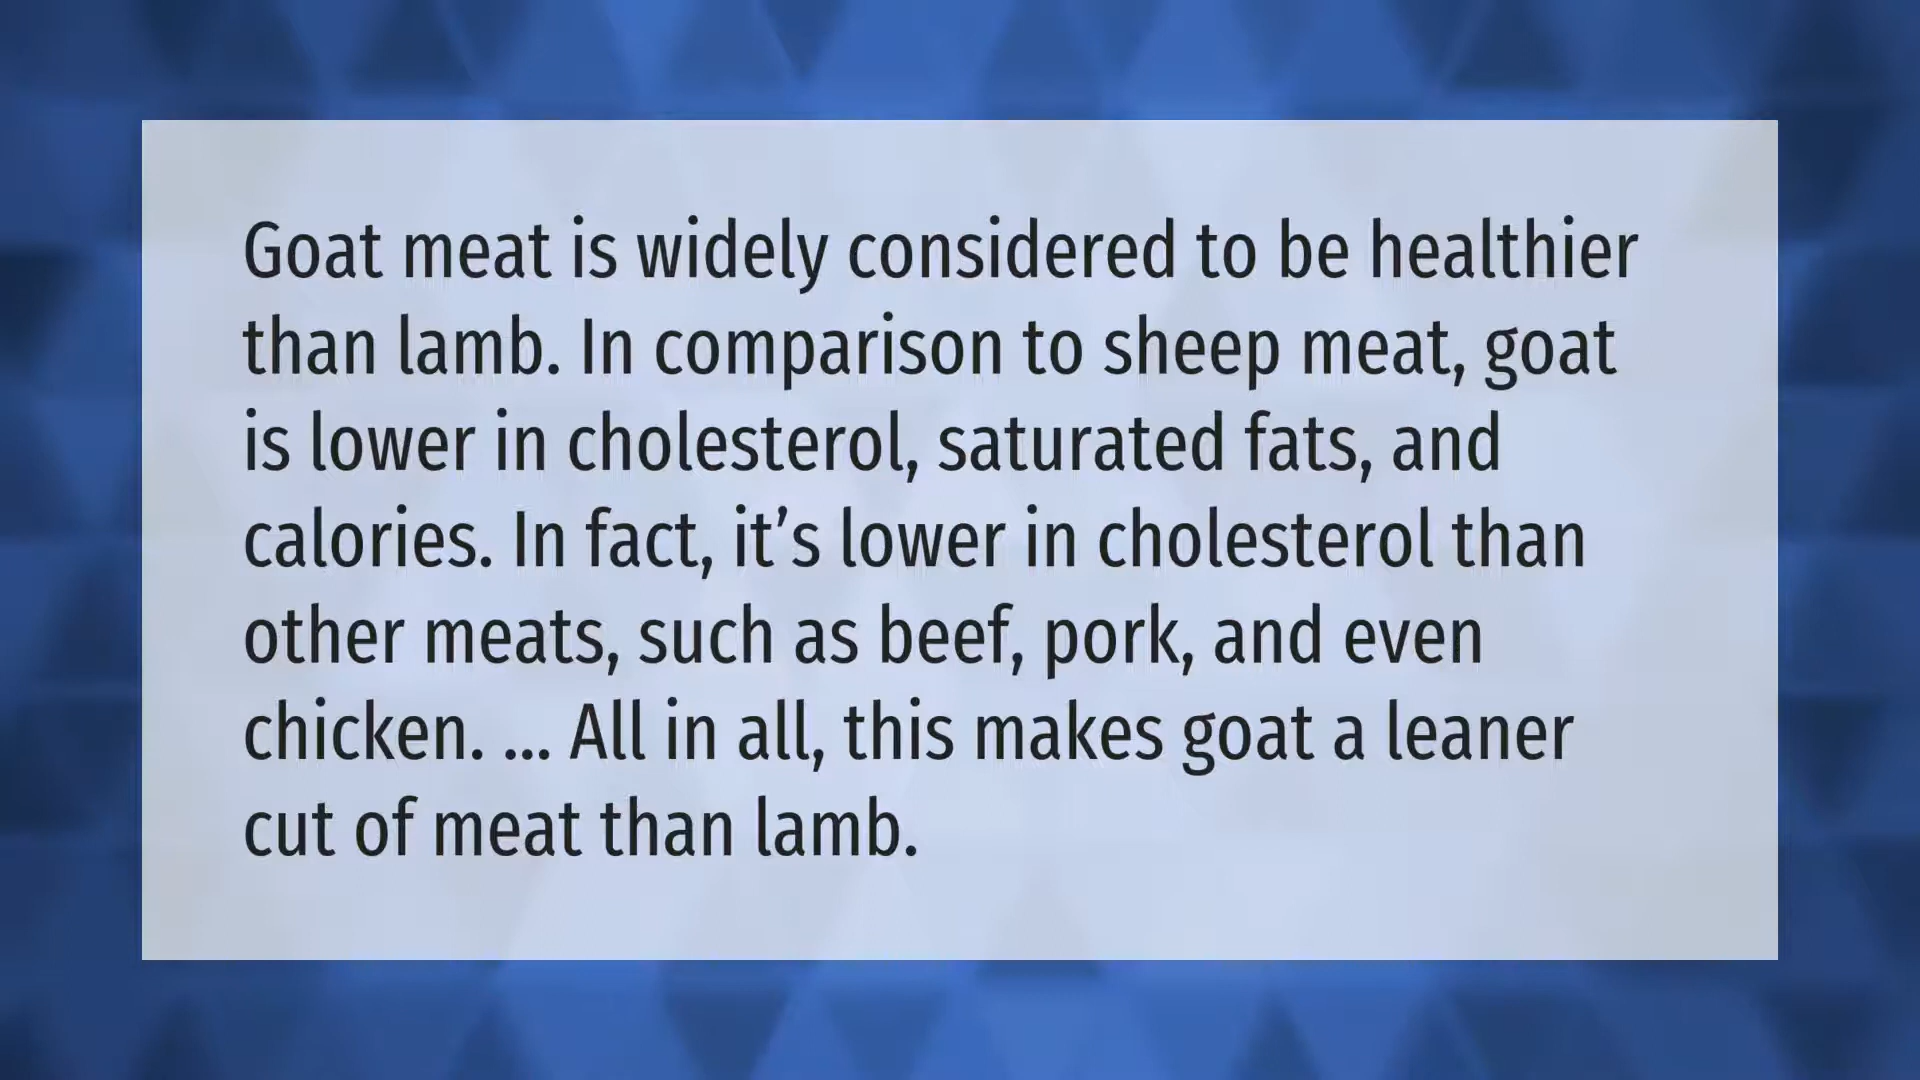 Goat meat is widely considered to be healthier
than lamb. In comparison to sheep meat, goat
is lower in cholesterol, saturated fats, and
calories. In fact, it’s lower in cholesterol than
other meats, such as beef, pork, and even
chicken. ... All in all, this makes goat a leaner
cut of meat than lamb.